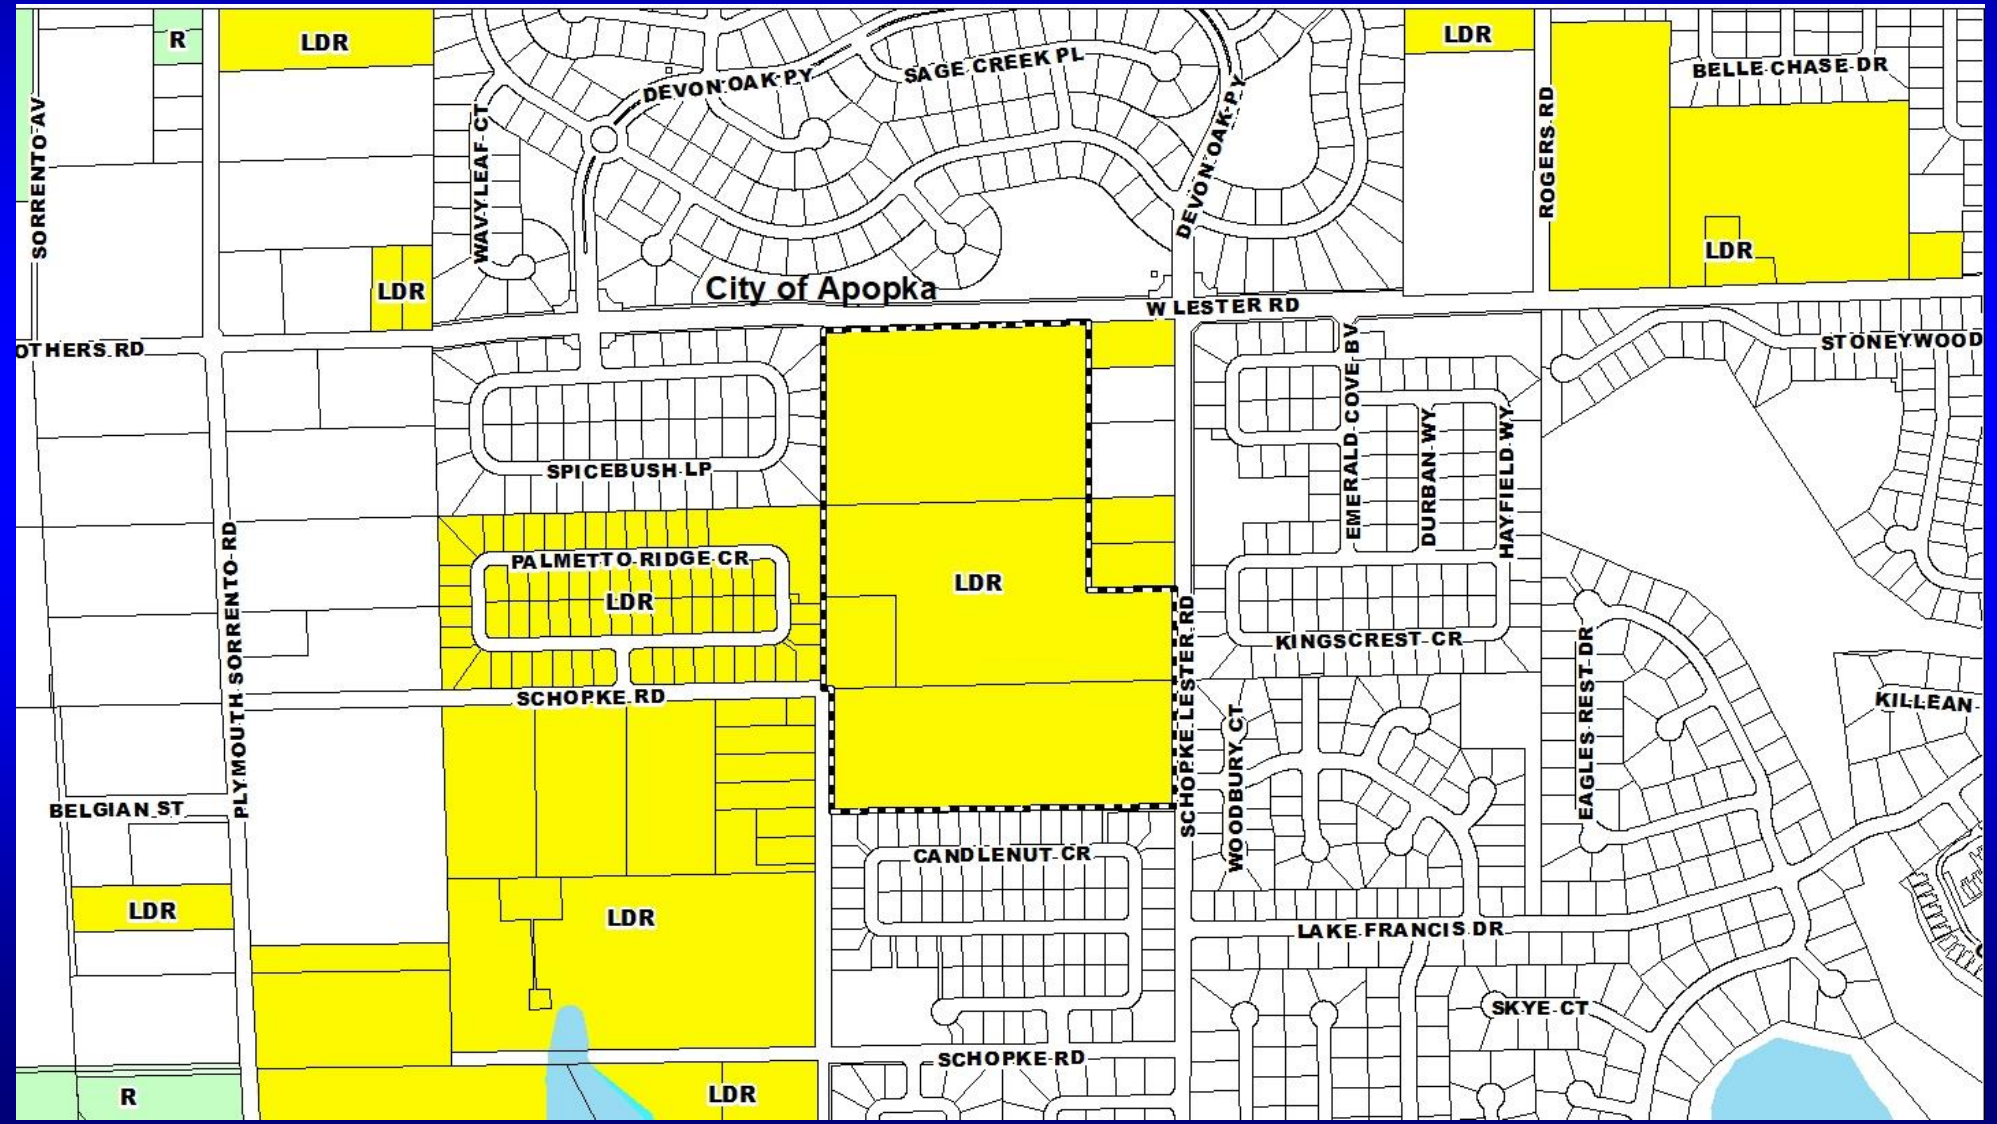 R
LDR
LDR
BELLE CHASE DR
SAGE CREEK PL
DEVON OAK PY
SORRENTO AV
WAVYLEAF CT
DEVON OAK PY
ROGERS RD
LDR
LDR
City of Apopka
W LESTER RD
OTHERS RD
STONEYWOOD
EMERALD COVE BV
DURBAN WY
HAYFIELD WY
SPICEBUSH LP
PALMETTO RIDGE CR
LDR
LDR
PLYMOUTH SORRENTO RD
KINGSCREST CR
SCHOPKE RD
SCHOPKE LESTER RD
WOODBURY CT
EAGLES REST DR
KILLEAN
BELGIAN ST
CANDLENUT CR
LDR
LDR
LAKE FRANCIS DR
SKYE CT
SCHOPKE RD
R
LDR